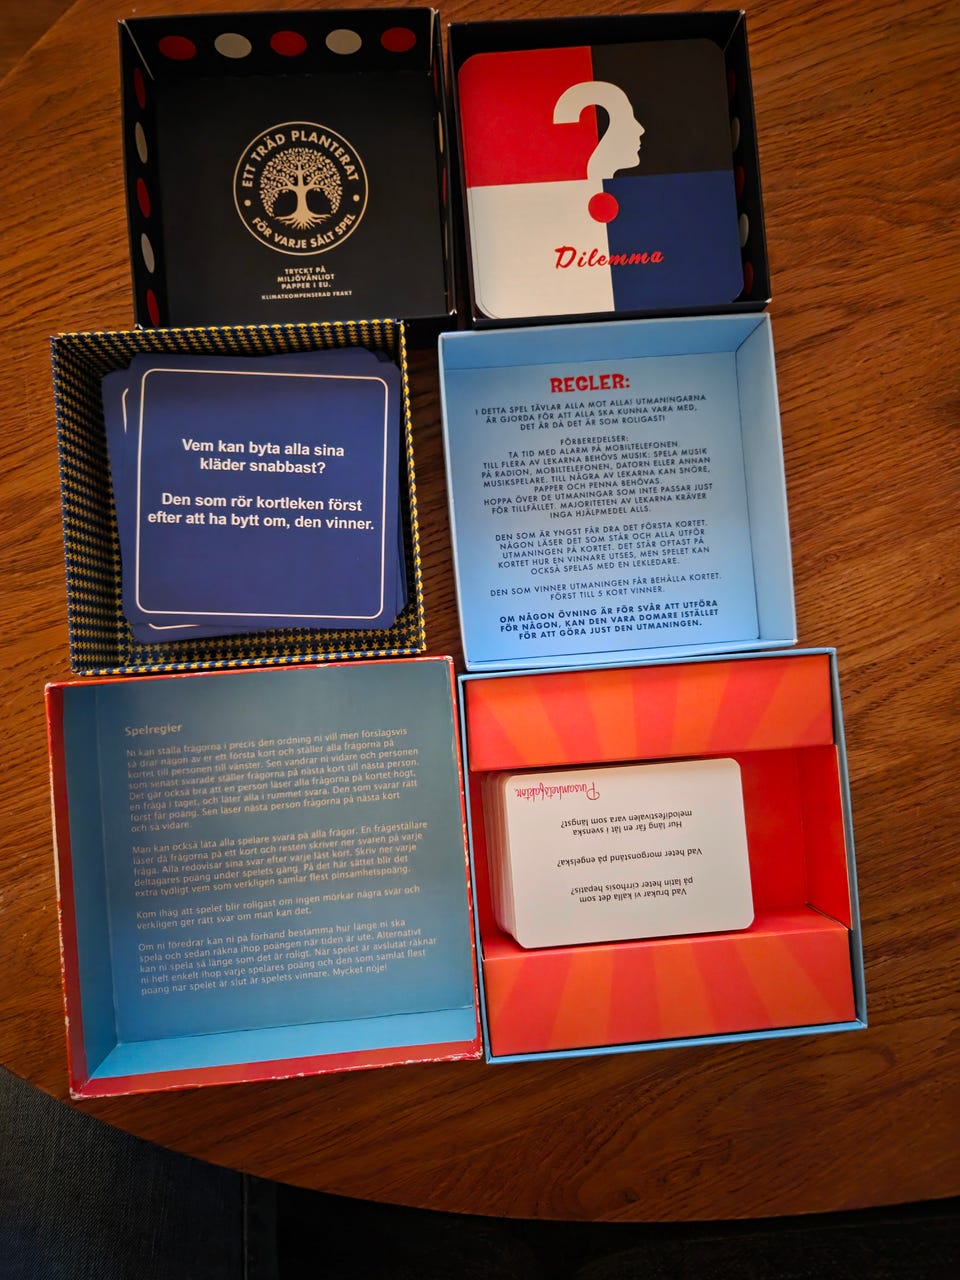 ETT TRÄD PLANTERAT
FÖR VARJE SÅLT SPEL
TRYCKT PÅ
MILJÖVÄNLIGT
PAPPER I EU.
KLIMATKOMPENSERAD FRAKT
Dilemma
Vem kan byta alla sina
kläder snabbast?
Den som rör kortleken först
efter att ha bytt om, den vinner.
REGLER:
I DETTA SPEL TÄVLAR ALLA MOT ALLA! UTMANINGARNA
ÄR GJORDA FÖR ATT ALLA SKA KUNNA VARA MED,
DET ÄR DÅ DET ÄR SOM ROLIGAST!
FÖRBEREDELSER:
TA TID MED ALARM PÅ MOBILTELEFONEN.
TILL FLERA AV LEKARNA BEHÖVS MUSIK: SPELA MUSIK
PÅ RADION, MOBILTELEFONEN, DATORN ELLER ANNAN
MUSIKSPELARE. TILL NÅGRA AV LEKARNA KAN SNÖRE,
PAPPER OCH PENNA BEHÖVAS.
HOPPA ÖVER DE UTMANINGAR SOM INTE PASSAR JUST
FÖR TILLFÄLLET. MAJORITETEN AV LEKARNA KRÄVER
INGA HJÄLPMEDEL ALLS.
DEN SOM ÄR YNGST FÅR DRA DET FÖRSTA KORTET.
NÅGON LÄSER DET SOM STÅR OCH ALLA UTFÖR
UTMANINGEN PÅ KORTET. DET STÅR OFTAST PÅ
KORTET HUR EN VINNARE UTSES, MEN SPELET KAN
OCKSÅ SPELAS MED EN LEKLEDARE.
DEN SOM VINNER UTMANINGEN FÅR BEHÅLLA KORTET.
FÖRST TILL 5 KORT VINNER.
OM NÅGON ÖVNING ÄR FÖR SVÅR ATT UTFÖRA
FÖR NÅGON, KAN DEN VARA DOMARE ISTÄLLET
FÖR ATT GÖRA JUST DEN UTMANINGEN.
Spelregler
Ni kan ställa frågorna i precis den ordning ni vill men förslagsvis
så drar någon av er ett första kort och ställer alla frågorna på
kortet till personen till vänster. Sen vandrar ni vidare och personen
som senast svarade ställer frågorna på nästa kort till nästa person.
Det går också bra att en person läser alla frågorna på kortet högt,
en fråga i taget, och låter alla i rummet svara. Den som svarar rätt
först får poäng. Sen läser nästa person frågorna på nästa kort
och så vidare.
Man kan också låta alla spelare svara på alla frågor. En frågeställare
läser då frågorna på ett kort och resten skriver ner svaren på varje
fråga. Alla redovisar sina svar efter varje läst kort. Skriv ner varje
deltagares poäng under spelets gång. På det här sättet blir det
extra tydligt vem som verkligen samlar flest pinsamhetspoäng.
Kom ihåg att spelet blir roligast om ingen mörkar några svar och
verkligen ger rätt svar om man kan det.
Om ni föredrar kan ni på förhand bestämma hur länge ni ska
spela och sedan räkna ihop poängen när tiden är ute. Alternativt
kan ni spela så länge som det är roligt. När spelet är avslutat räknar
ni helt enkelt ihop varje spelares poäng och den som samlat flest
poäng när spelet är slut är spelets vinnare. Mycket nöje!
Pinsamhetsfaktor:
Hur lång får en låt i svenska
melodifestivalen vara som längst?
Vad heter morgonstånd på engelska?
Vad brukar vi kalla det som
på latin heter cirrhosis hepatis?